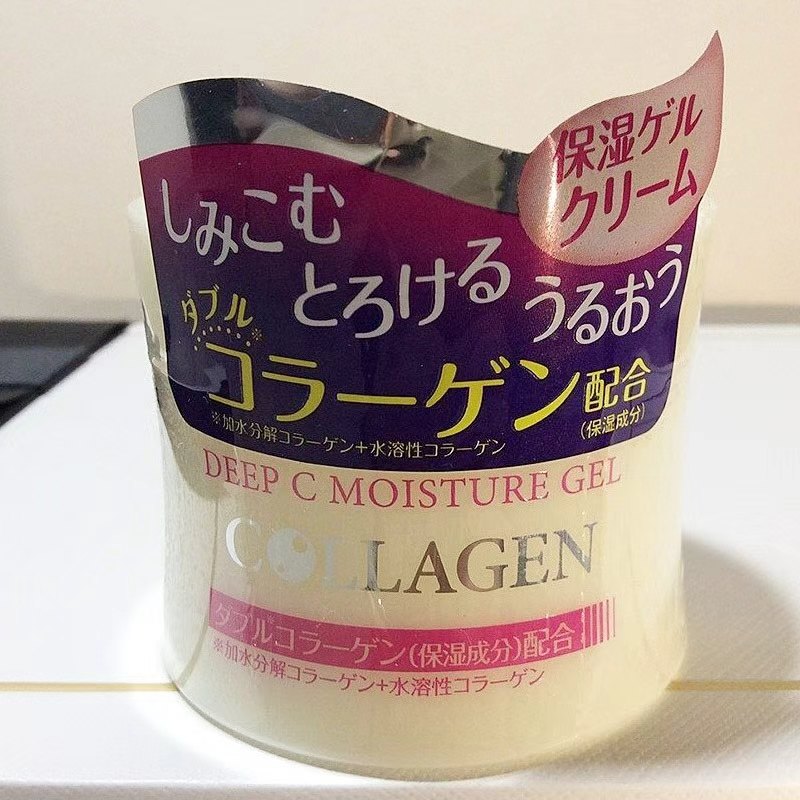 保湿ゲル
クリーム
しみこむ
とろける
うるおう
ダブル※
コラーゲン配合
(保湿成分)
※加水分解コラーゲン+水溶性コラーゲン
DEEP C MOISTURE GEL
COLLAGEN
ダブルコラーゲン(保湿成分)配合
※加水分解コラーゲン+水溶性コラーゲン